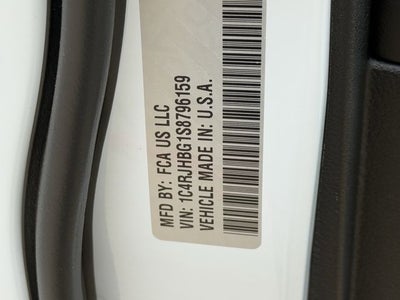 MFD BY: FCA US LLC
VIN: 1C4RJHBG1S8796159
VEHICLE MADE IN: U.S.A.